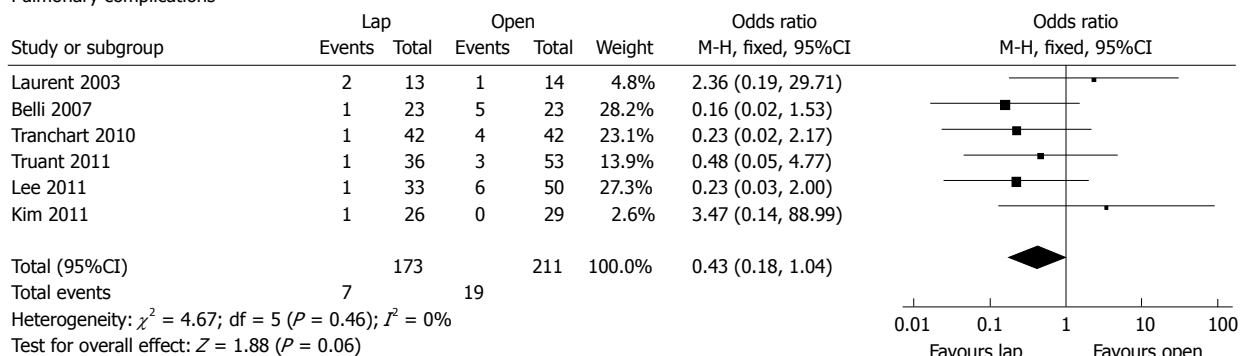 Pulmonary complications
Lap Open Odds ratio Odds ratio
Study or subgroup Events Total Events Total Weight M-H, fixed, 95%CI M-H, fixed, 95%CI
Laurent 2003 2 13 1 14 4.8% 2.36 (0.19, 29.71)
Belli 2007 1 23 5 23 28.2% 0.16 (0.02, 1.53)
Tranchart 2010 1 42 4 42 23.1% 0.23 (0.02, 2.17)
Truant 2011 1 36 3 53 13.9% 0.48 (0.05, 4.77)
Lee 2011 1 33 6 50 27.3% 0.23 (0.03, 2.00)
Kim 2011 1 26 0 29 2.6% 3.47 (0.14, 88.99)
Total (95%CI) 173 211 100.0% 0.43 (0.18, 1.04)
Total events 7 19
Heterogeneity: χ² = 4.67; df = 5 (P = 0.46); I² = 0%
Test for overall effect: Z = 1.88 (P = 0.06)
0.01 0.1 1 10 100
Favours lap Favours open